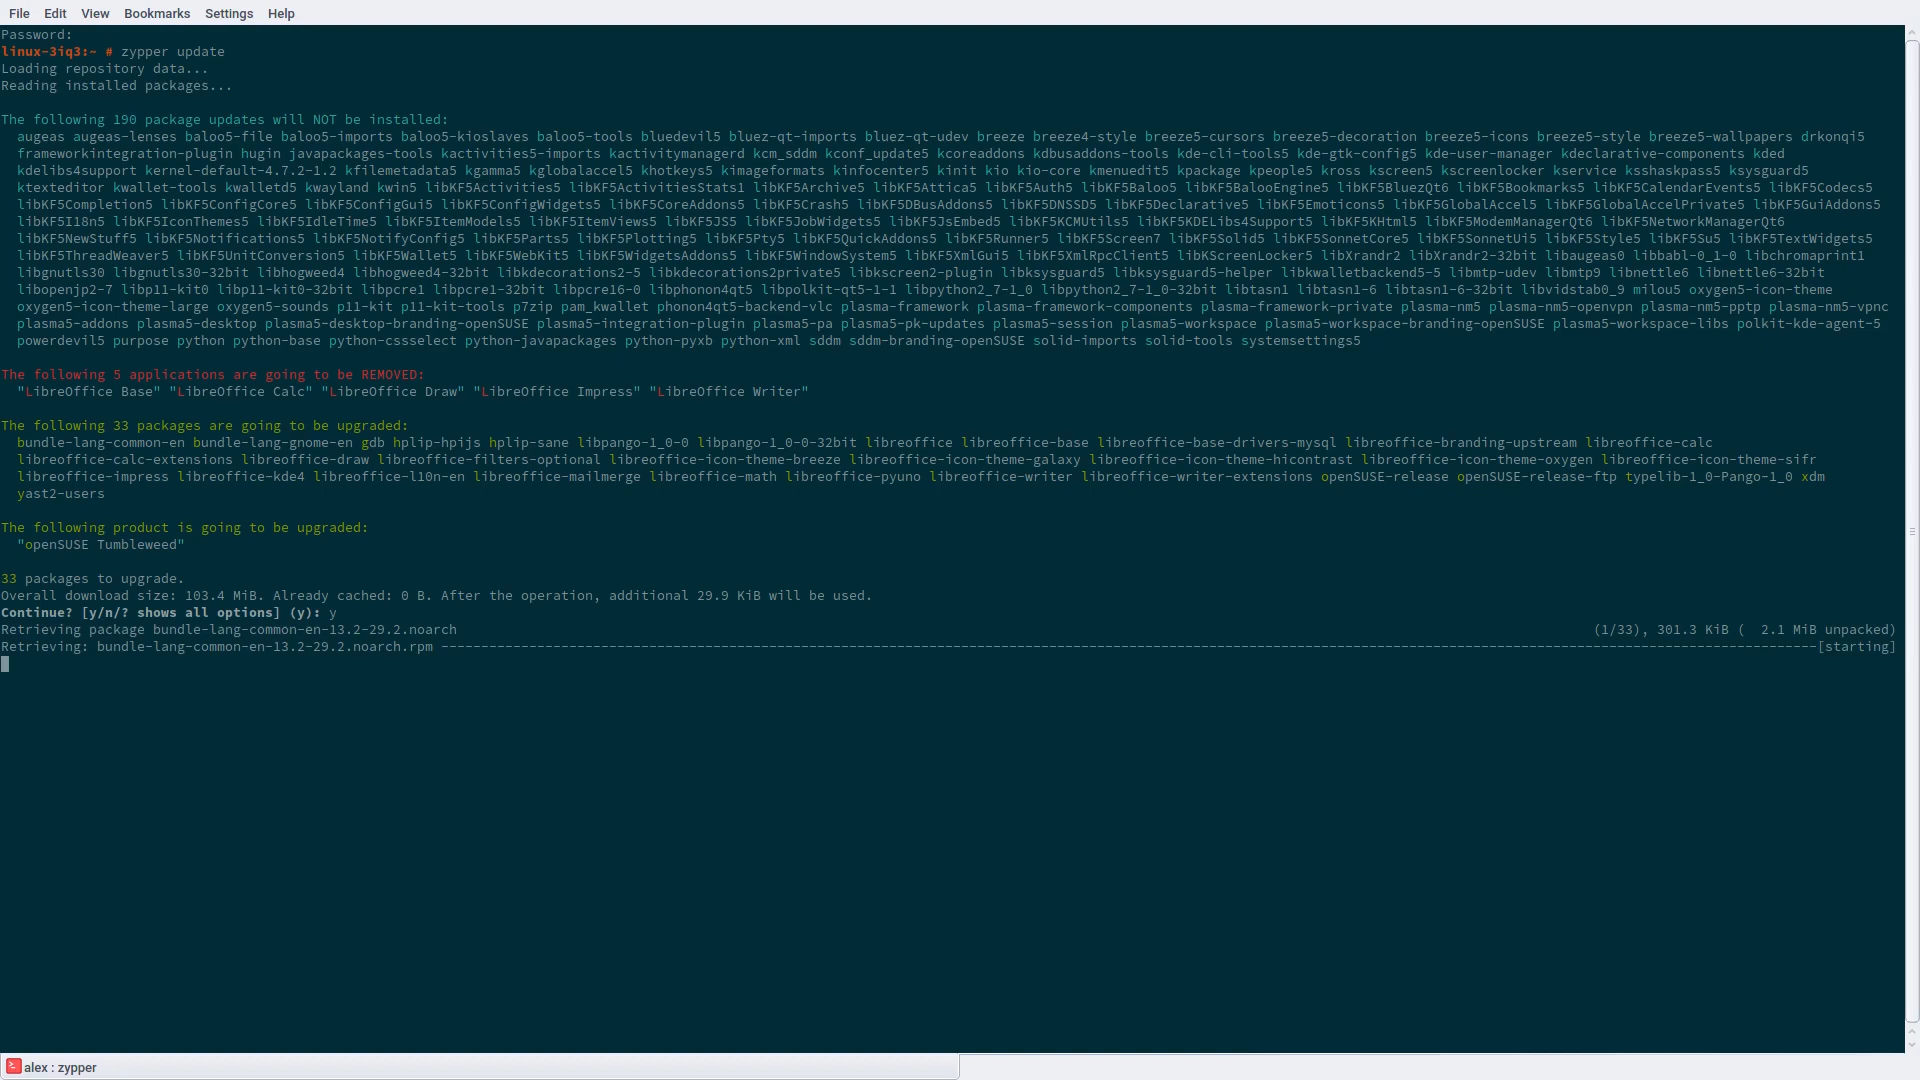 File Edit View Bookmarks Settings Help
Password:
linux-3iq3:~ # zypper update
Loading repository data...
Reading installed packages...
The following 190 package updates will NOT be installed:
augeas augeas-lenses baloo5-file baloo5-imports baloo5-kioslaves baloo5-tools bluedevil5 bluez-qt-imports bluez-qt-udev breeze breeze4-style breeze5-cursors breeze5-decoration breeze5-icons breeze5-style breeze5-wallpapers drkonqi5
frameworkintegration-plugin hugin javapackages-tools kactivities5-imports kactivitymanagerd kcm_sddm kconf_update5 kcoreaddons kdbusaddons-tools kde-cli-tools5 kde-gtk-config5 kde-user-manager kdeclarative-components kded
kdelibs4support kernel-default-4.7.2-1.2 kfilemetadata5 kgamma5 kglobalaccel5 khotkeys5 kimageformats kinfocenter5 kinit kio kio-core kmenuedit5 kpackage kpeople5 kross kscreen5 kscreenlocker kservice ksshaskpass5 ksysguard5
ktexteditor kwallet-tools kwalletd5 kwayland kwin5 libKF5Activities5 libKF5ActivitiesStats1 libKF5Archive5 libKF5Attica5 libKF5Auth5 libKF5Baloo5 libKF5BalooEngine5 libKF5BluezQt6 libKF5Bookmarks5 libKF5CalendarEvents5 libKF5Codecs5
libKF5Completion5 libKF5ConfigCore5 libKF5ConfigGui5 libKF5ConfigWidgets5 libKF5CoreAddons5 libKF5Crash5 libKF5DBusAddons5 libKF5DNSSD5 libKF5Declarative5 libKF5Emoticons5 libKF5GlobalAccel5 libKF5GlobalAccelPrivate5 libKF5GuiAddons5
libKF5I18n5 libKF5IconThemes5 libKF5IdleTime5 libKF5ItemModels5 libKF5ItemViews5 libKF5JS5 libKF5JobWidgets5 libKF5JsEmbed5 libKF5KCMUtils5 libKF5KDELibs4Support5 libKF5KHtml5 libKF5ModemManagerQt6 libKF5NetworkManagerQt6
libKF5NewStuff5 libKF5Notifications5 libKF5NotifyConfig5 libKF5Parts5 libKF5Plotting5 libKF5Pty5 libKF5QuickAddons5 libKF5Runner5 libKF5Screen7 libKF5Solid5 libKF5SonnetCore5 libKF5SonnetUi5 libKF5Style5 libKF5Su5 libKF5TextWidgets5
libKF5ThreadWeaver5 libKF5UnitConversion5 libKF5Wallet5 libKF5WebKit5 libKF5WidgetsAddons5 libKF5WindowSystem5 libKF5XmlGui5 libKF5XmlRpcClient5 libKScreenLocker5 libXrandr2 libXrandr2-32bit libaugeas0 libbabl-0_1-0 libchromaprint1
libgnutls30 libgnutls30-32bit libhogweed4 libhogweed4-32bit libkdecorations2-5 libkdecorations2private5 libkscreen2-plugin libksysguard5 libksysguard5-helper libkwalletbackend5-5 libmtp-udev libmtp9 libnettle6 libnettle6-32bit
libopenjp2-7 libp11-kit0 libp11-kit0-32bit libpcre1 libpcre1-32bit libpcre16-0 libphonon4qt5 libpolkit-qt5-1-1 libpython2_7-1_0 libpython2_7-1_0-32bit libtasn1 libtasn1-6 libtasn1-6-32bit libvidstab0_9 milou5 oxygen5-icon-theme
oxygen5-icon-theme-large oxygen5-sounds p11-kit p11-kit-tools p7zip pam_kwallet phonon4qt5-backend-vlc plasma-framework plasma-framework-components plasma-framework-private plasma-nm5 plasma-nm5-openvpn plasma-nm5-pptp plasma-nm5-vpnc
plasma5-addons plasma5-desktop plasma5-desktop-branding-openSUSE plasma5-integration-plugin plasma5-pa plasma5-pk-updates plasma5-session plasma5-workspace plasma5-workspace-branding-openSUSE plasma5-workspace-libs polkit-kde-agent-5
powerdevil5 purpose python python-base python-cssselect python-javapackages python-pyxb python-xml sddm sddm-branding-openSUSE solid-imports solid-tools systemsettings5
The following 5 applications are going to be REMOVED:
"LibreOffice Base" "LibreOffice Calc" "LibreOffice Draw" "LibreOffice Impress" "LibreOffice Writer"
The following 33 packages are going to be upgraded:
bundle-lang-common-en bundle-lang-gnome-en gdb hplip-hpijs hplip-sane libpango-1_0-0 libpango-1_0-0-32bit libreoffice libreoffice-base libreoffice-base-drivers-mysql libreoffice-branding-upstream libreoffice-calc
libreoffice-calc-extensions libreoffice-draw libreoffice-filters-optional libreoffice-icon-theme-breeze libreoffice-icon-theme-galaxy libreoffice-icon-theme-hicontrast libreoffice-icon-theme-oxygen libreoffice-icon-theme-sifr
libreoffice-impress libreoffice-kde4 libreoffice-l10n-en libreoffice-mailmerge libreoffice-math libreoffice-pyuno libreoffice-writer libreoffice-writer-extensions openSUSE-release openSUSE-release-ftp typelib-1_0-Pango-1_0 xdm
yast2-users
The following product is going to be upgraded:
"openSUSE Tumbleweed"
33 packages to upgrade.
Overall download size: 103.4 MiB. Already cached: 0 B. After the operation, additional 29.9 KiB will be used.
Continue? [y/n/? shows all options] (y): y
Retrieving package bundle-lang-common-en-13.2-29.2.noarch (1/33), 301.3 KiB (  2.1 MiB unpacked)
Retrieving: bundle-lang-common-en-13.2-29.2.noarch.rpm ----------------------------------------[starting]
alex : zypper